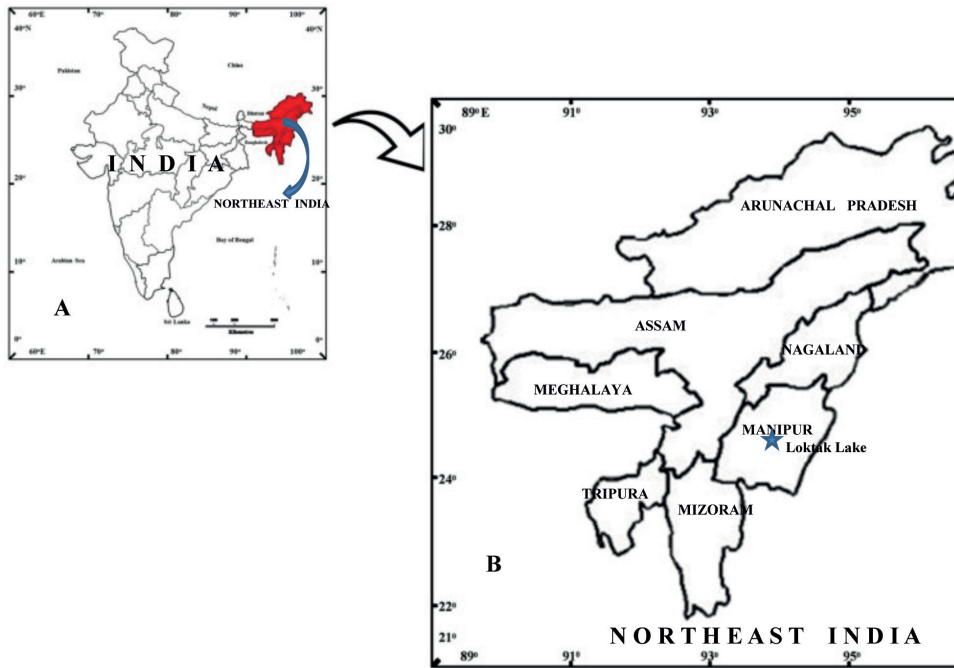 60°E 70° 80° 90° 100°
40°N 40°N
Pakistan China
30° 30°
Nepal
Bhutan
Bangladesh
I N D I A
20° 20°
NORTHEAST INDIA
Bay of Bengal
Arabian Sea
10° 10°
A
Sri Lanka
Kilometres
0° 0°
60°E 70° 80° 90° 100°
89° E 91° 93° 95°
30°
ARUNACHAL PRADESH
28°
ASSAM
NAGALAND
26°
MEGHALAYA
MANIPUR
Loktak Lake
24°
TRIPURA
MIZORAM
B
22°
21°
NORTHEAST INDIA
89° 91° 93° 95°